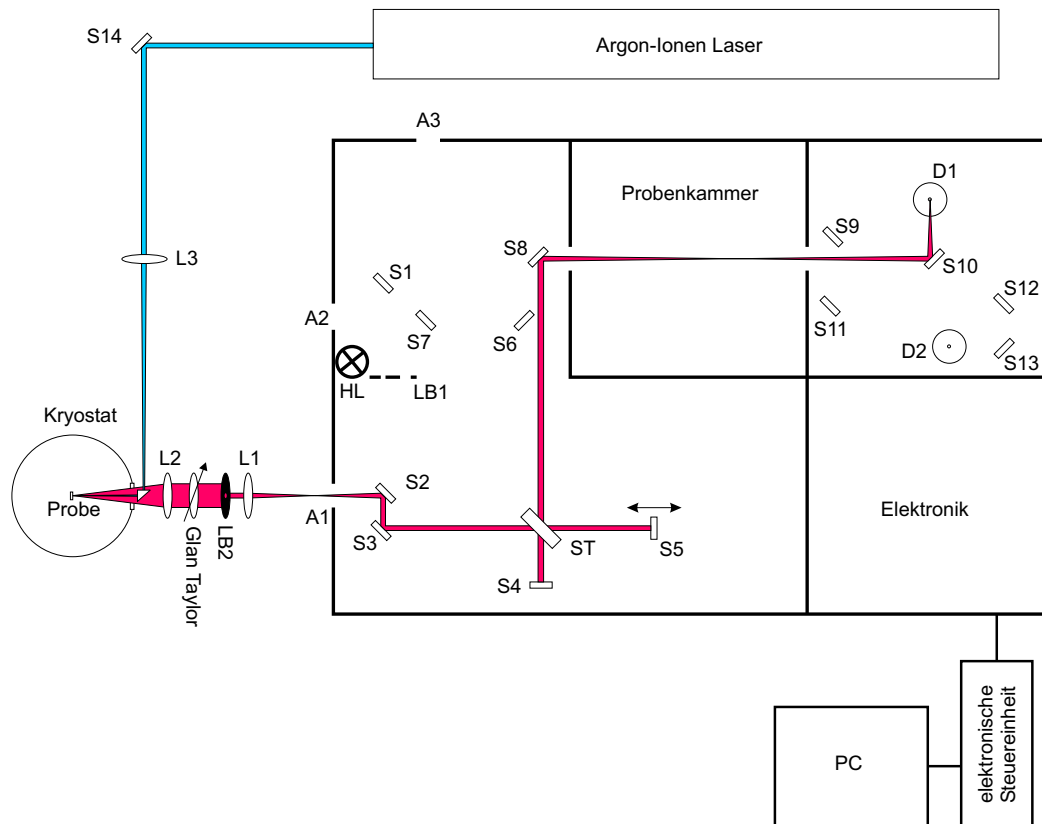 S14
Argon-Ionen Laser
A3
D1
Probenkammer
S9
S8
L3
S10
S1
S12
A2
S7
S6
S11
D2
S13
HL
LB1
Kryostat
L2
L1
S2
Probe
A1
Elektronik
S3
ST
S5
LB2
Glan Taylor
S4
elektronische
Steuereinheit
PC